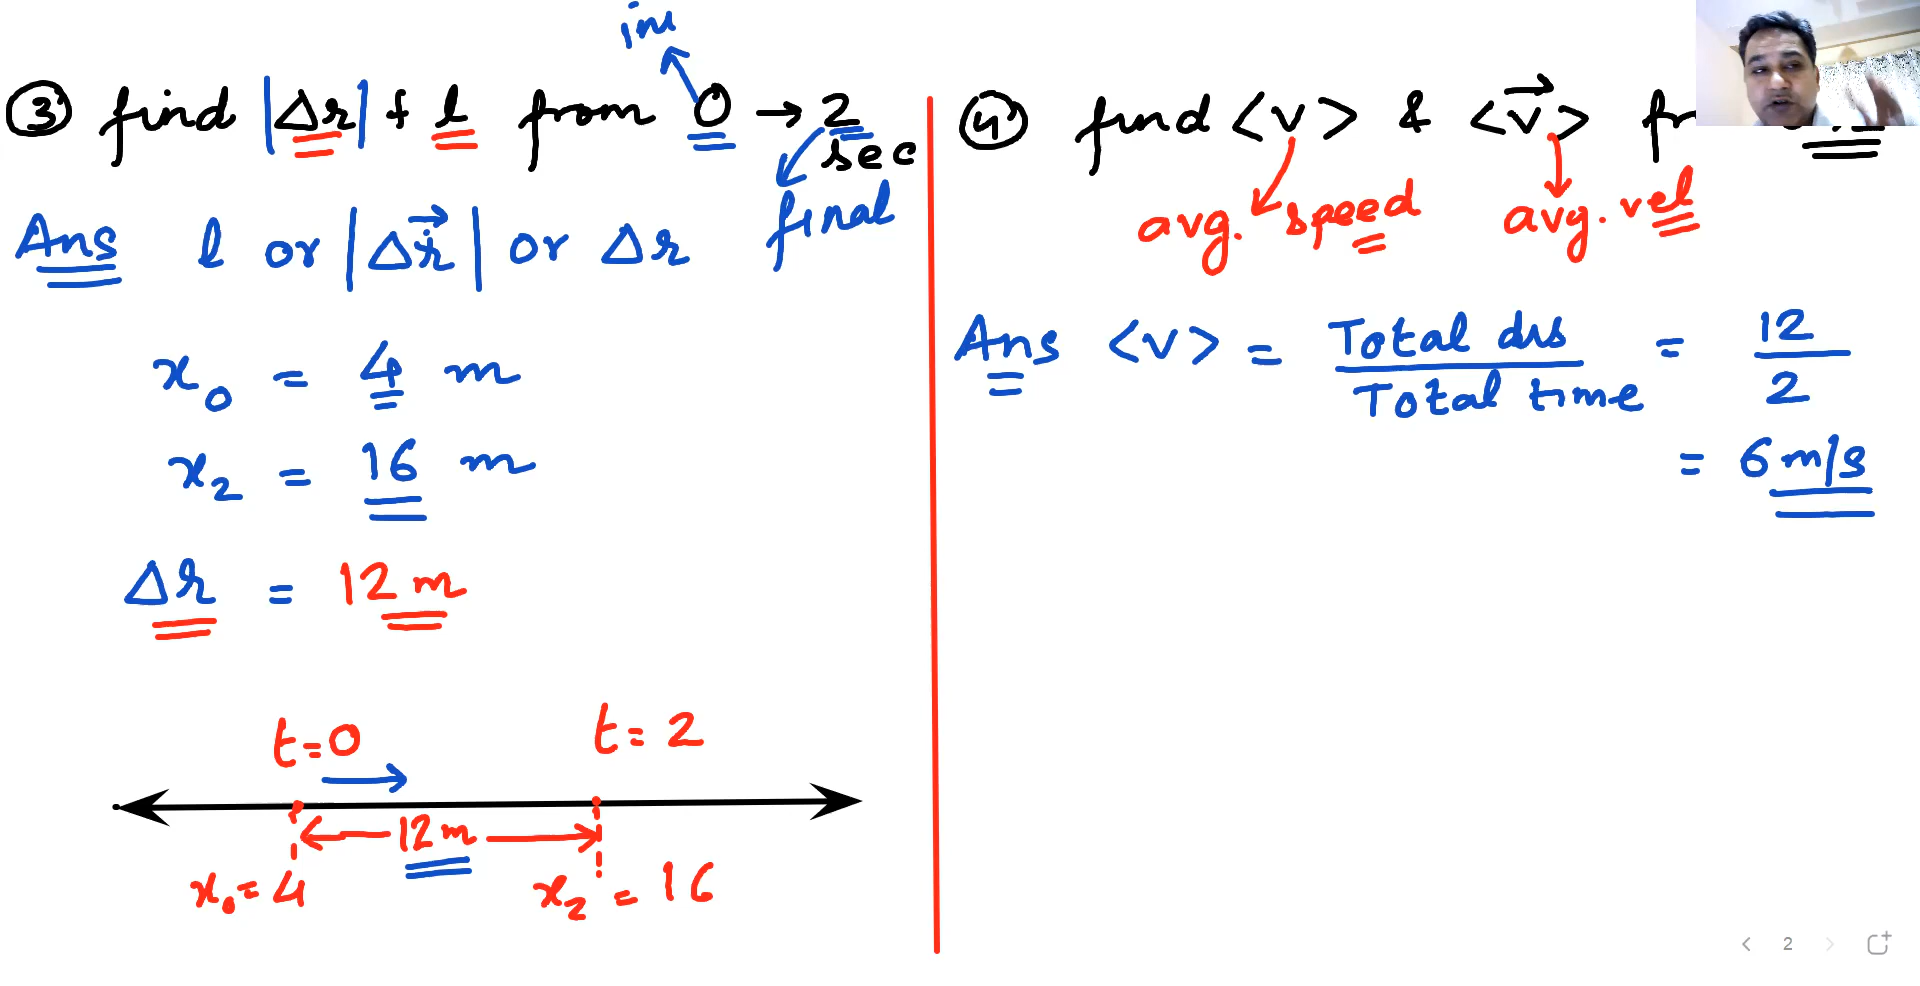 ini
③ find |Δr| & l from 0 → 2 sec
final
Ans l or |Δr⃗| or Δr
x₀ = 4 m
x₂ = 16 m
Δr = 12 m
t=0 t= 2
12 m
x₀ = 4 x₂ = 16
④ find <v> & <v⃗>
avg. speed avg. vel
Ans <v> = Total dis / Total time = 12 / 2
= 6 m/s
2